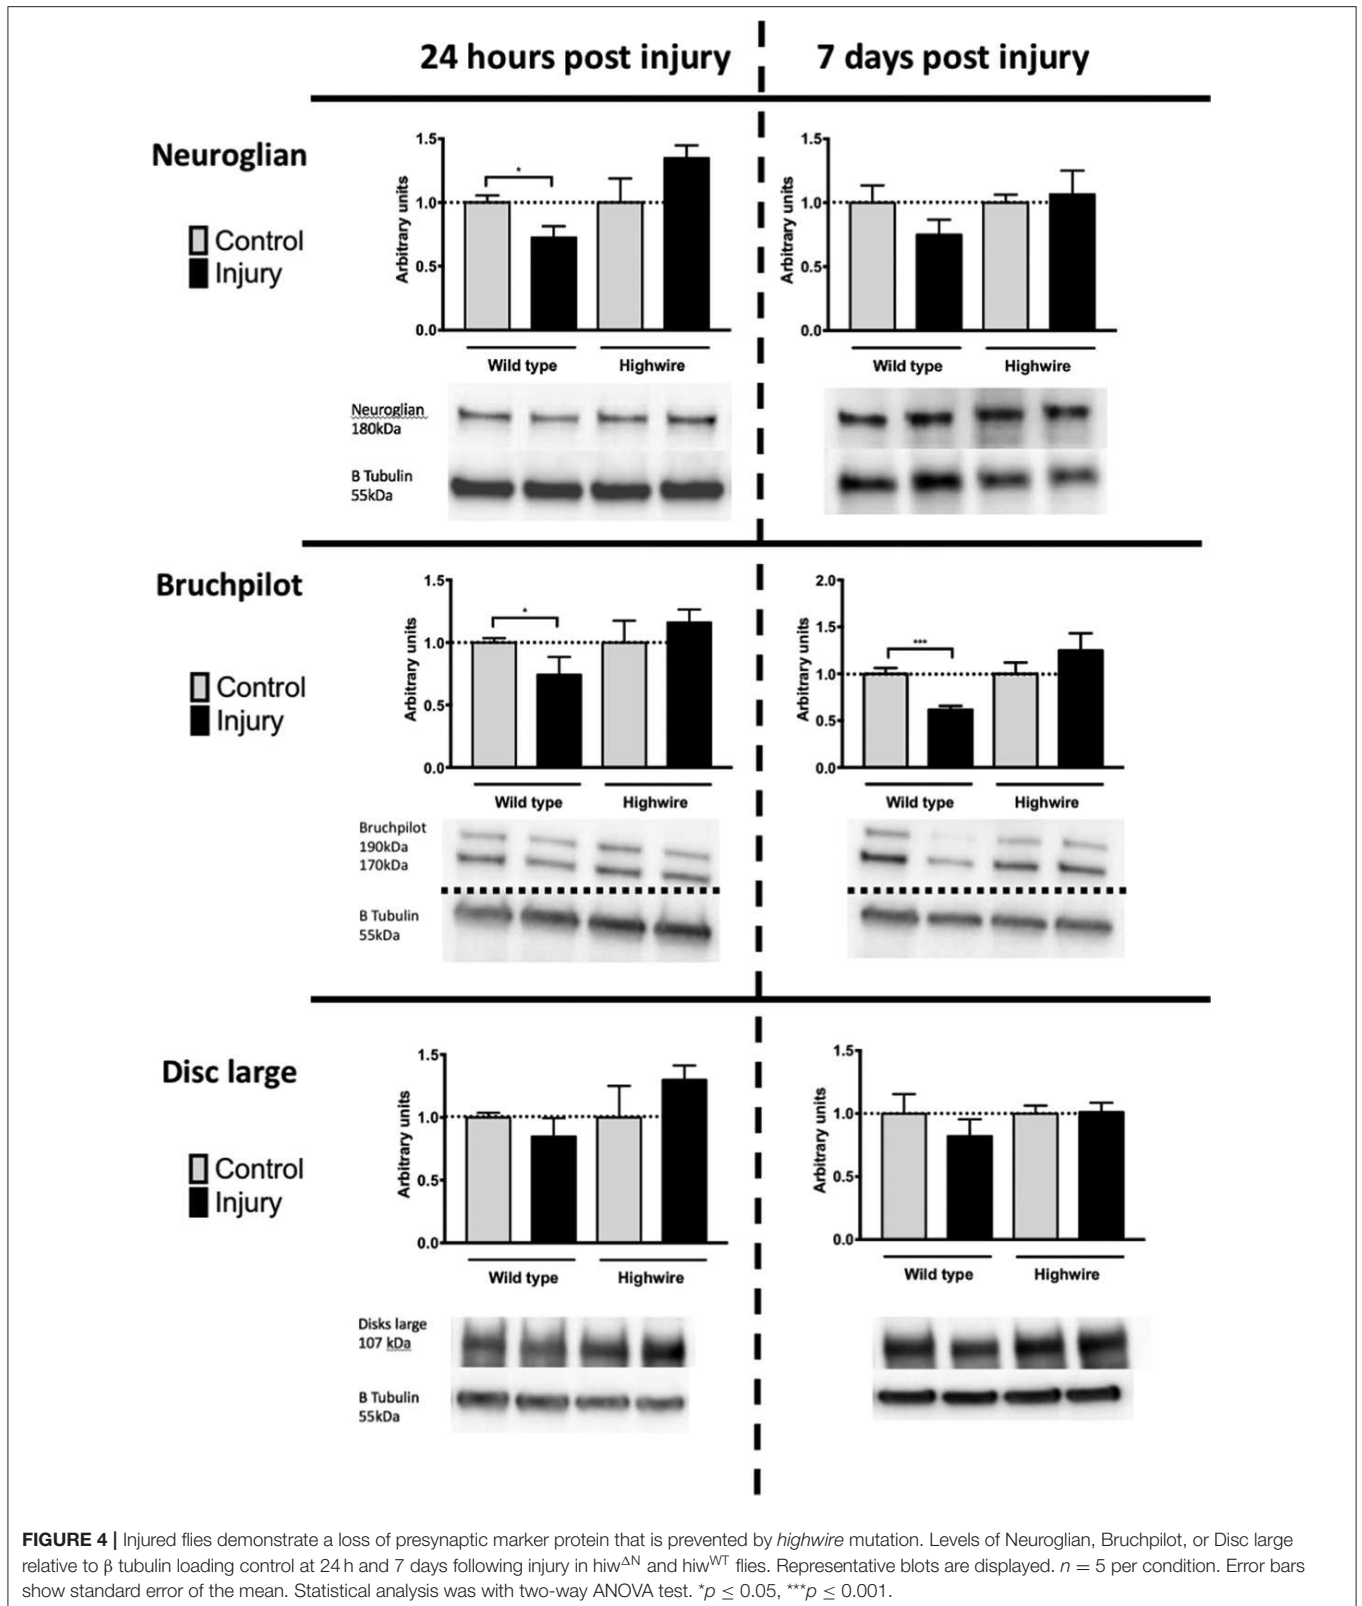 24 hours post injury
7 days post injury
Neuroglian
Control
Injury
Arbitrary units
1.5
1.0
0.5
0.0
*
Wild type
Highwire
Neuroglian
180kDa
B Tubulin
55kDa
Arbitrary units
1.5
1.0
0.5
0.0
Wild type
Highwire
Bruchpilot
Control
Injury
Arbitrary units
1.5
1.0
0.5
0.0
*
Wild type
Highwire
Bruchpilot
190kDa
170kDa
B Tubulin
55kDa
Arbitrary units
2.0
1.5
1.0
0.5
0.0
***
Wild type
Highwire
Disc large
Control
Injury
Arbitrary units
1.5
1.0
0.5
0.0
Wild type
Highwire
Disks large
107 kDa
B Tubulin
55kDa
Arbitrary units
1.5
1.0
0.5
0.0
Wild type
Highwire
FIGURE 4 | Injured flies demonstrate a loss of presynaptic marker protein that is prevented by highwire mutation. Levels of Neuroglian, Bruchpilot, or Disc large
relative to β tubulin loading control at 24 h and 7 days following injury in hiwΔN and hiwWT flies. Representative blots are displayed. n = 5 per condition. Error bars
show standard error of the mean. Statistical analysis was with two-way ANOVA test. *p ≤ 0.05, ***p ≤ 0.001.